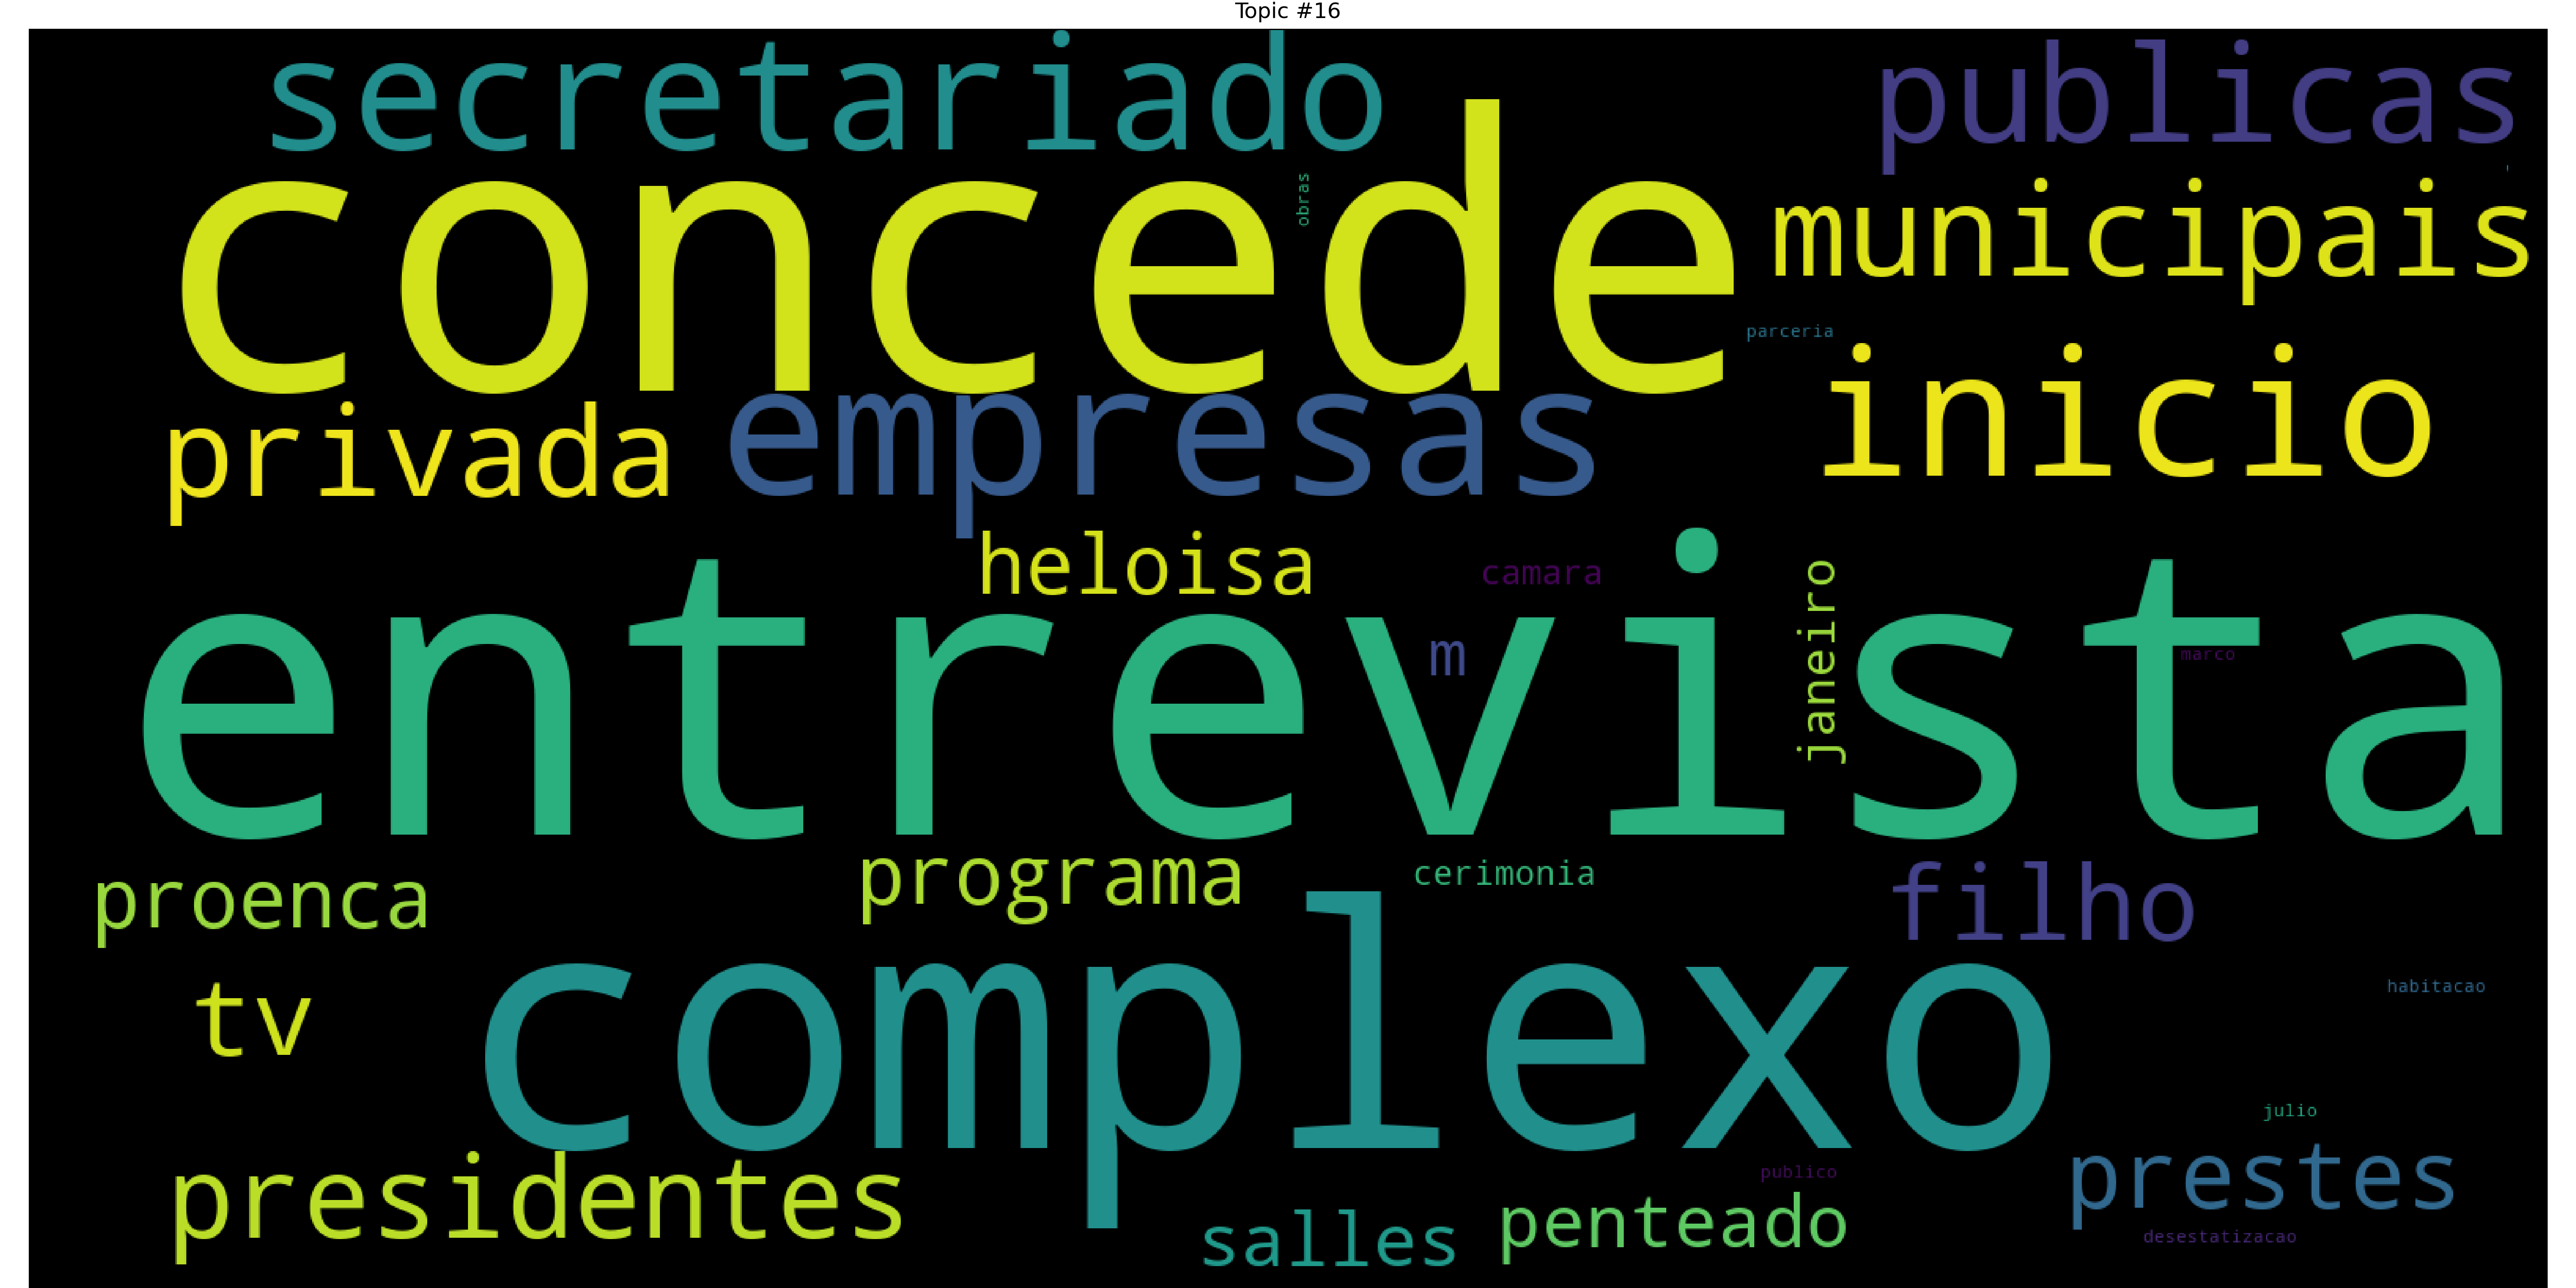 Topic #16
secretariado
publicas
concede
obras
municipais
parceria
inicio
privada
empresas
heloisa
camara
janeiro
entrevista
m
marco
proenca
programa
cerimonia
filho
tv
complexo
habitacao
julio
presidentes
publico
prestes
salles
penteado
desestatizacao